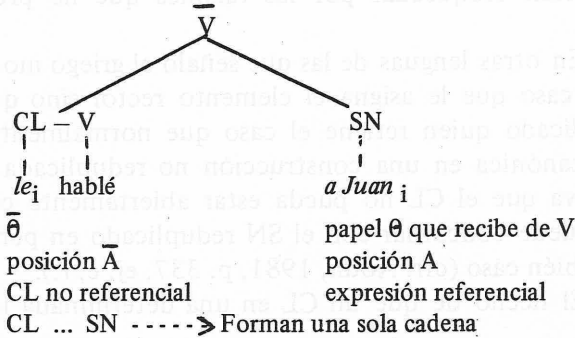 V̅
CL – V SN
leᵢ hablé a Juan ᵢ
θ̅ papel θ que recibe de V
posición A posición A
CL no referencial expresión referencial
CL ... SN -----> Forman una sola cadena